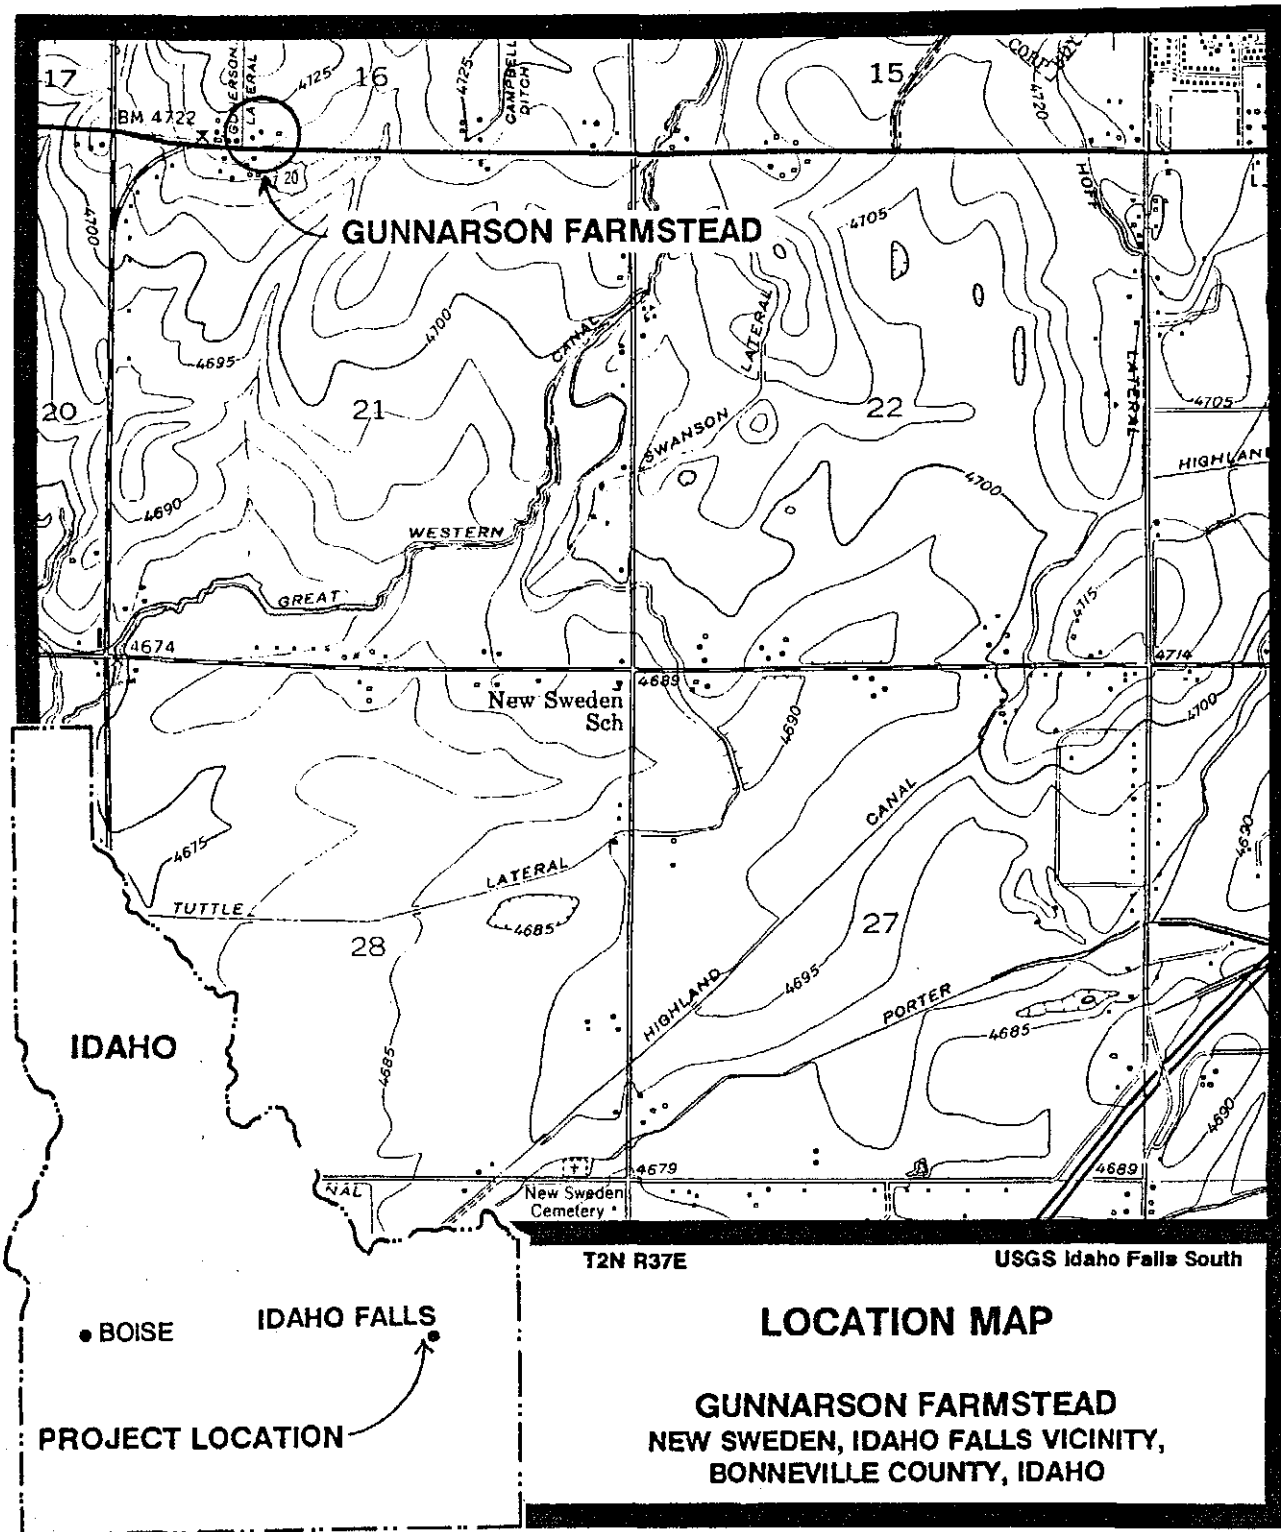 17
GODERSON
LATERAL
4725
16
4725
CAMPBELL
DITCH
15
CORP BDY
4720
BM 4722
HOFF
20
4700
GUNNARSON FARMSTEAD
4705
4695
4700
CANAL
LATERAL
LATERAL
20
21
SWANSON
22
4705
HIGHLAND
4690
WESTERN
4700
GREAT
4715
4674
4689
4714
New Sweden
Sch
4690
4700
CANAL
4675
LATERAL
4690
TUTTLE
4685
28
27
HIGHLAND
4695
PORTER
4685
IDAHO
4685
4690
NAL
4679
4689
New Sweden
Cemetery
T2N R37E
USGS Idaho Falls South
LOCATION MAP
BOISE
IDAHO FALLS
GUNNARSON FARMSTEAD
PROJECT LOCATION
NEW SWEDEN, IDAHO FALLS VICINITY,
BONNEVILLE COUNTY, IDAHO